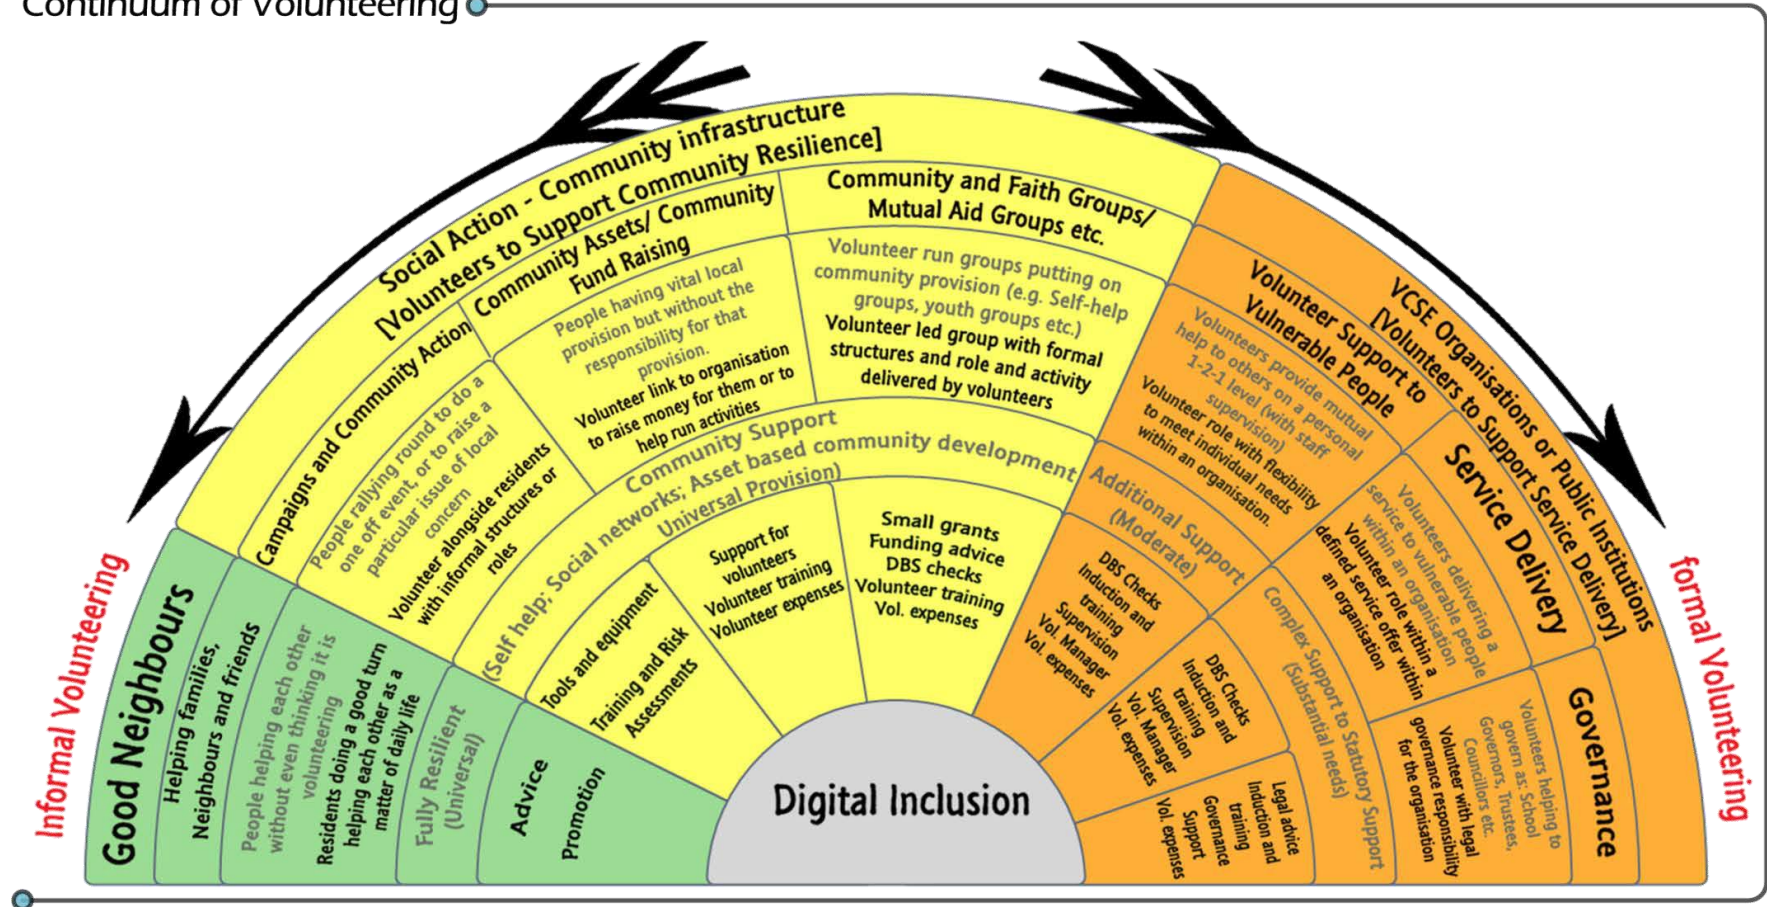 Continuum of Volunteering
Informal Volunteering
formal Volunteering
Good Neighbours
Helping families,
Neighbours and friends
People helping each other
without even thinking it is
volunteering
Residents doing a good turn
helping each other as a
matter of daily life
Fully Resilient
(Universal)
Advice
Promotion
Social Action - Community infrastructure
[Volunteers to Support Community Resilience]
Campaigns and Community Action
People rallying round to do a
one off event, or to raise a
particular issue of local
concern
Volunteer alongside residents
with informal structures or
roles
Community Assets/ Community
Fund Raising
People having vital local
provision but without the
responsibility for that
provision.
Volunteer link to organisation
to raise money for them or to
help run activities
Community and Faith Groups/
Mutual Aid Groups etc.
Volunteer run groups putting on
community provision (e.g. Self-help
groups, youth groups etc.)
Volunteer led group with formal
structures and role and activity
delivered by volunteers
Community Support
(Self help; Social networks; Asset based community development
Universal Provision)
Tools and equipment
Training and Risk
Assessments
Support for
volunteers
Volunteer training
Volunteer expenses
Small grants
Funding advice
DBS checks
Volunteer training
Vol. expenses
VCSE Organisations or Public Institutions
[Volunteers to Support Service Delivery]
Volunteer Support to
Vulnerable People
Volunteers provide mutual
help to others on a personal
1-2-1 level (with staff
supervision)
Volunteer role with flexibility
to meet individual needs
within an organisation.
Additional Support
(Moderate)
DBS Checks
Induction and
training
Supervision
Vol. Manager
Vol. expenses
Service Delivery
Volunteers delivering a
service to vulnerable people
within an organisation
Volunteer role within a
defined service offer within
an organisation
Complex Support to Statutory Support
(Substantial needs)
DBS Checks
Induction and
training
Supervision
Vol. Manager
Vol. expenses
Governance
Volunteers helping to
govern as: School
Governors, Trustees,
Councillors etc.
Volunteer with legal
governance responsibility
for the organisation
Legal advice
Induction and
training
Governance
Support
Vol. expenses
Digital Inclusion